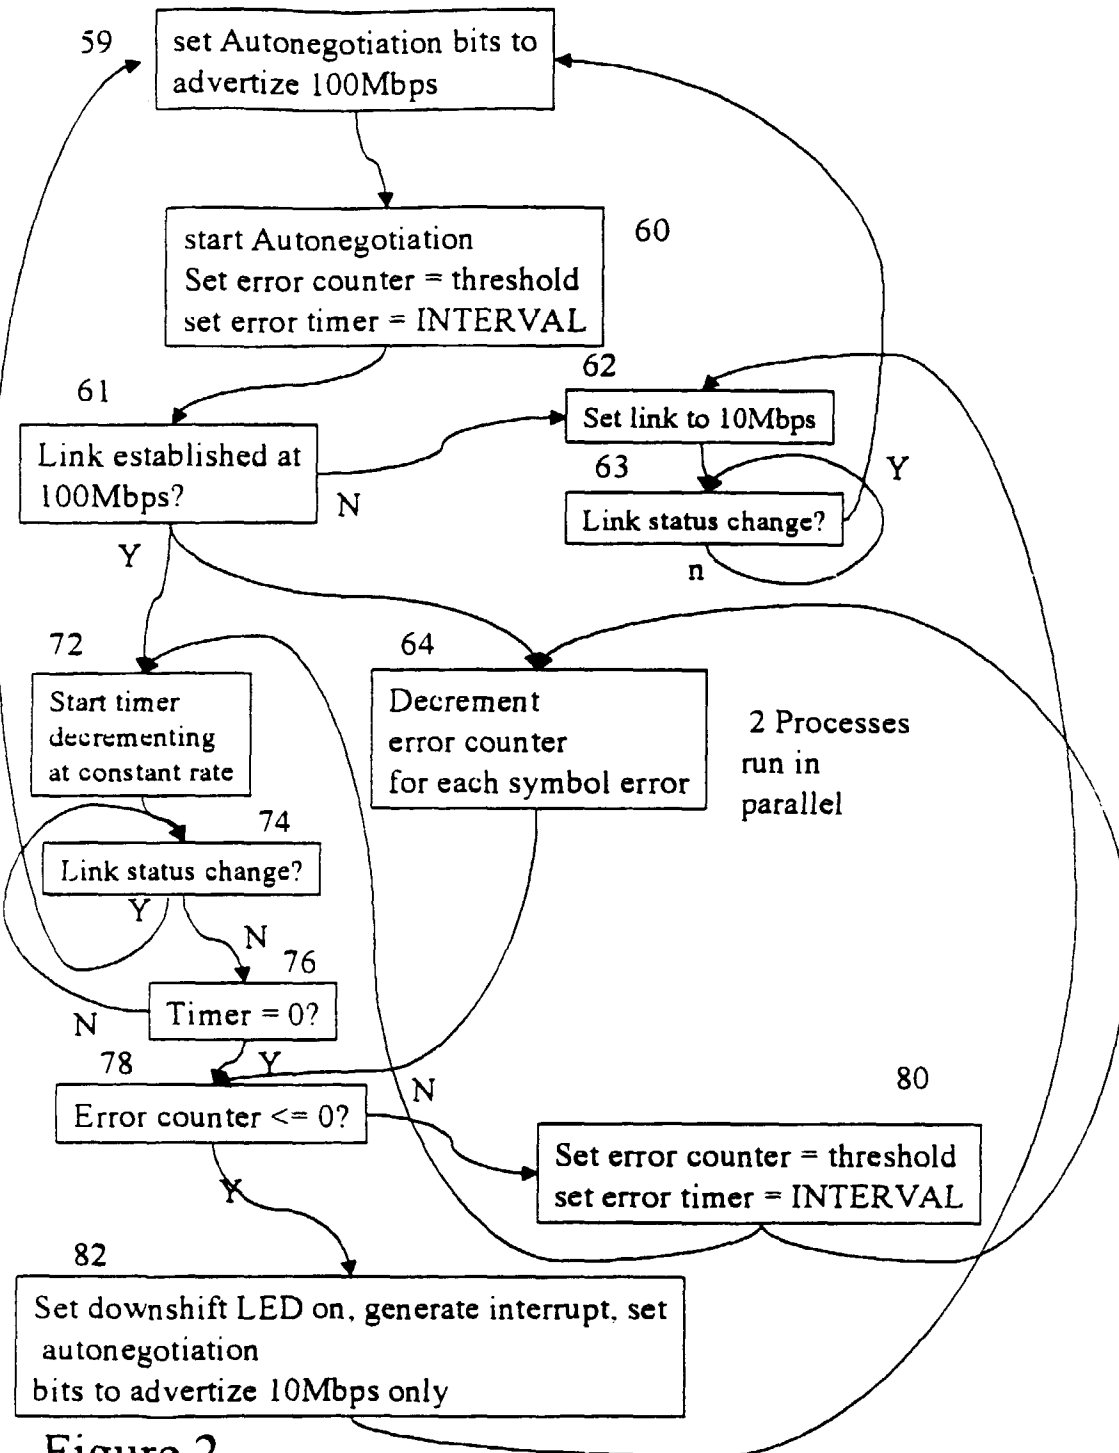 59
set Autonegotiation bits to
advertize 100Mbps
start Autonegotiation
Set error counter = threshold
set error timer = INTERVAL
60
61
62
Link established at
100Mbps?
N
Y
Set link to 10Mbps
63
Y
Link status change?
n
72
Start timer
decrementing
at constant rate
64
Decrement
error counter
for each symbol error
2 Processes
run in
parallel
74
Link status change?
Y
N
76
Timer = 0?
N
Y
78
Error counter <= 0?
N
Y
80
Set error counter = threshold
set error timer = INTERVAL
82
Set downshift LED on, generate interrupt, set
autonegotiation
bits to advertize 10Mbps only
Figure 2